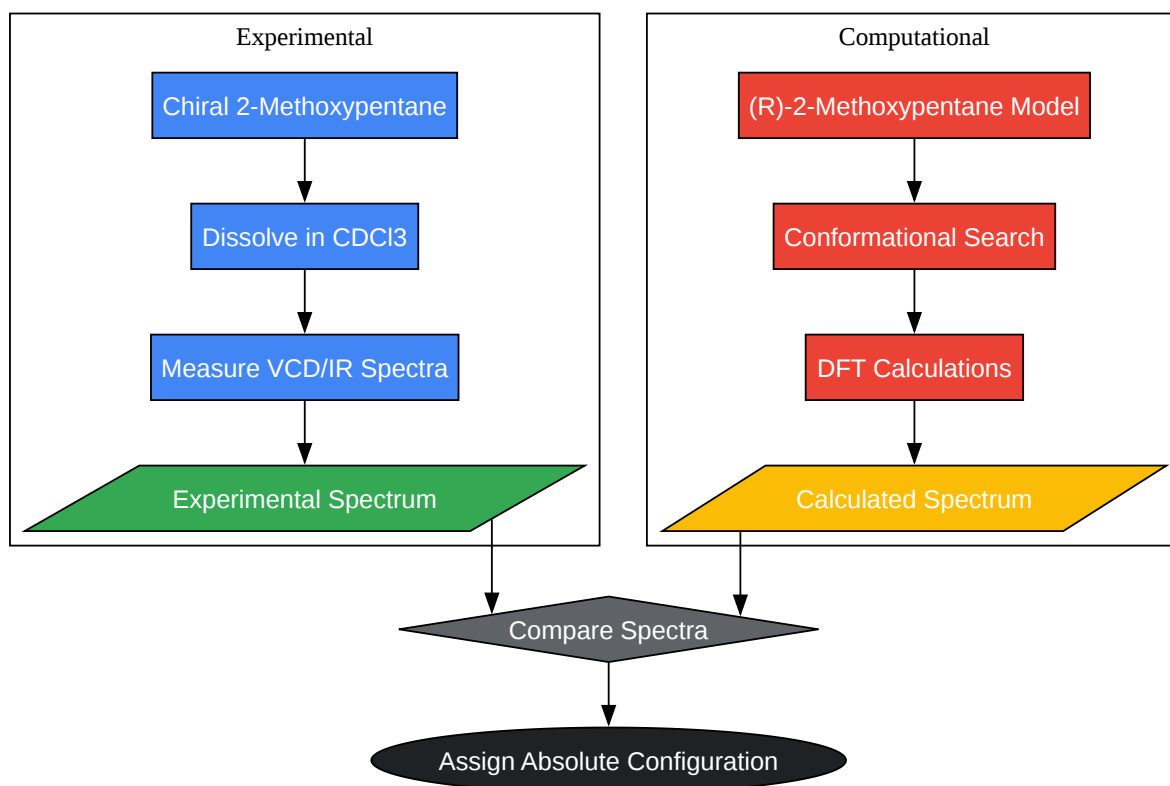 Experimental
Chiral 2-Methoxypentane
Dissolve in CDCl3
Measure VCD/IR Spectra
Experimental Spectrum
Computational
(R)-2-Methoxypentane Model
Conformational Search
DFT Calculations
Calculated Spectrum
Compare Spectra
Assign Absolute Configuration